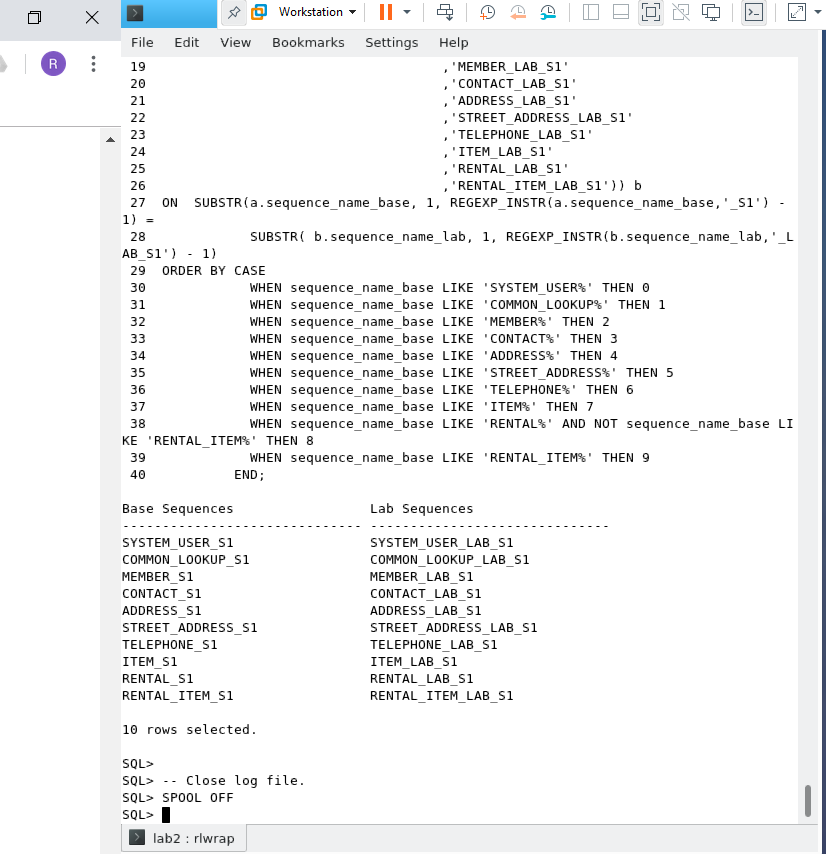 Workstation
File Edit View Bookmarks Settings Help
R
19 ,'MEMBER_LAB_S1'
20 ,'CONTACT_LAB_S1'
21 ,'ADDRESS_LAB_S1'
22 ,'STREET_ADDRESS_LAB_S1'
23 ,'TELEPHONE_LAB_S1'
24 ,'ITEM_LAB_S1'
25 ,'RENTAL_LAB_S1'
26 ,'RENTAL_ITEM_LAB_S1')) b
27 ON SUBSTR(a.sequence_name_base, 1, REGEXP_INSTR(a.sequence_name_base,'_S1') -
1) =
28 SUBSTR( b.sequence_name_lab, 1, REGEXP_INSTR(b.sequence_name_lab,'_L
AB_S1') - 1)
29 ORDER BY CASE
30 WHEN sequence_name_base LIKE 'SYSTEM_USER%' THEN 0
31 WHEN sequence_name_base LIKE 'COMMON_LOOKUP%' THEN 1
32 WHEN sequence_name_base LIKE 'MEMBER%' THEN 2
33 WHEN sequence_name_base LIKE 'CONTACT%' THEN 3
34 WHEN sequence_name_base LIKE 'ADDRESS%' THEN 4
35 WHEN sequence_name_base LIKE 'STREET_ADDRESS%' THEN 5
36 WHEN sequence_name_base LIKE 'TELEPHONE%' THEN 6
37 WHEN sequence_name_base LIKE 'ITEM%' THEN 7
38 WHEN sequence_name_base LIKE 'RENTAL%' AND NOT sequence_name_base LI
KE 'RENTAL_ITEM%' THEN 8
39 WHEN sequence_name_base LIKE 'RENTAL_ITEM%' THEN 9
40 END;
Base Sequences Lab Sequences
------------------------------ ------------------------------
SYSTEM_USER_S1 SYSTEM_USER_LAB_S1
COMMON_LOOKUP_S1 COMMON_LOOKUP_LAB_S1
MEMBER_S1 MEMBER_LAB_S1
CONTACT_S1 CONTACT_LAB_S1
ADDRESS_S1 ADDRESS_LAB_S1
STREET_ADDRESS_S1 STREET_ADDRESS_LAB_S1
TELEPHONE_S1 TELEPHONE_LAB_S1
ITEM_S1 ITEM_LAB_S1
RENTAL_S1 RENTAL_LAB_S1
RENTAL_ITEM_S1 RENTAL_ITEM_LAB_S1
10 rows selected.
SQL>
SQL> -- Close log file.
SQL> SPOOL OFF
SQL>
lab2 : rlwrap